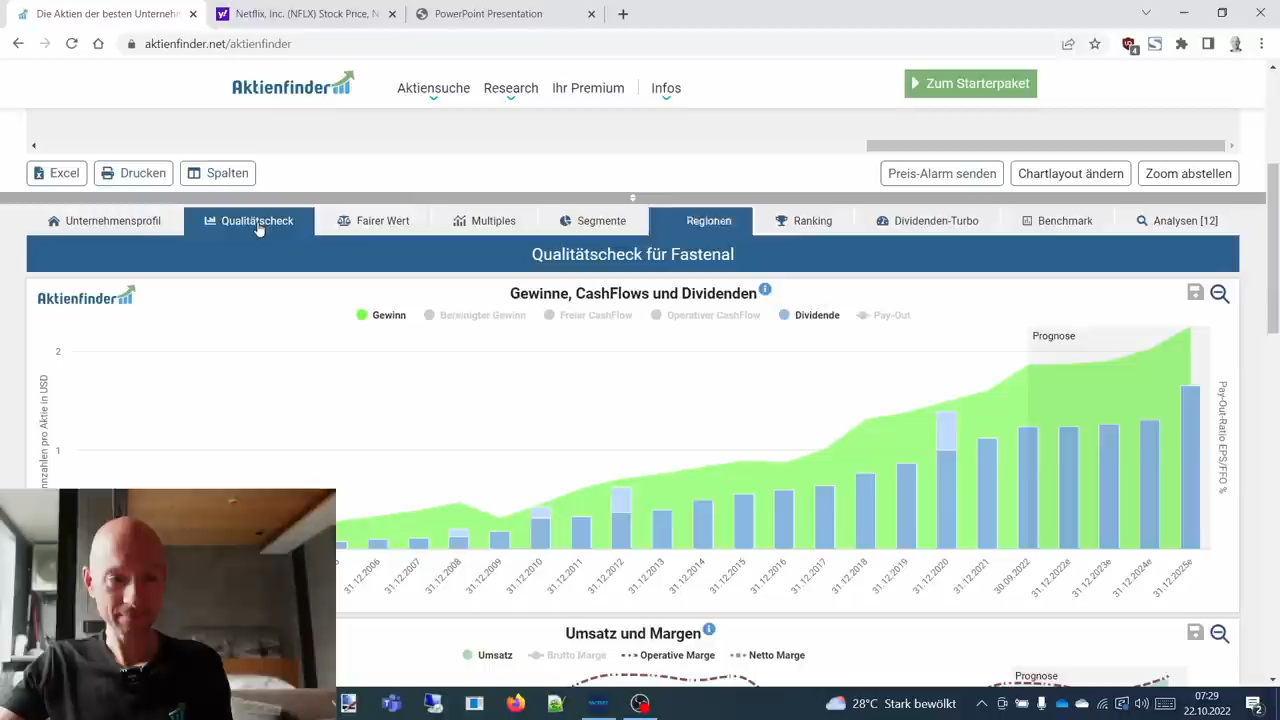 Die Aktien der besten Unternehm
Netflix, Inc. (NFLX) Stock Price, N
PowerPoint Presentation
aktienfinder.net/aktienfinder
4
Aktienfinder
Aktiensuche
Research
Ihr Premium
Infos
Zum Starterpaket
Excel
Drucken
Spalten
Preis-Alarm senden
Chartlayout ändern
Zoom abstellen
Unternehmensprofil
Qualitätscheck
Fairer Wert
Multiples
Segmente
Regionen
Ranking
Dividenden-Turbo
Benchmark
Analysen [12]
Qualitätscheck für Fastenal
Aktienfinder
Gewinne, CashFlows und Dividenden
Gewinn
Bereinigter Gewinn
Freier CashFlow
Operativer CashFlow
Dividende
Pay-Out
Prognose
2
1
nnzahlen pro Aktie in USD
Pay-Out-Ratio EPS/FFO %
31.12.2006
31.12.2007
31.12.2008
31.12.2009
31.12.2010
31.12.2011
31.12.2012
31.12.2013
31.12.2014
31.12.2015
31.12.2016
31.12.2017
31.12.2018
31.12.2019
31.12.2020
31.12.2021
30.09.2022
31.12.2022e
31.12.2023e
31.12.2024e
31.12.2025e
Umsatz und Margen
Umsatz
Brutto Marge
Operative Marge
Netto Marge
Prognose
28°C Stark bewölkt
07:29
22.10.2022
2